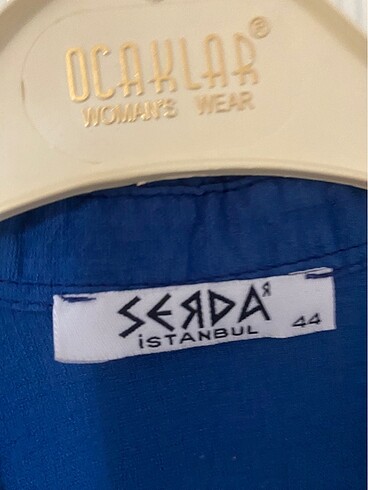 OCAKLAR®
WOMAN'S WEAR
SERDA®
İSTANBUL 44